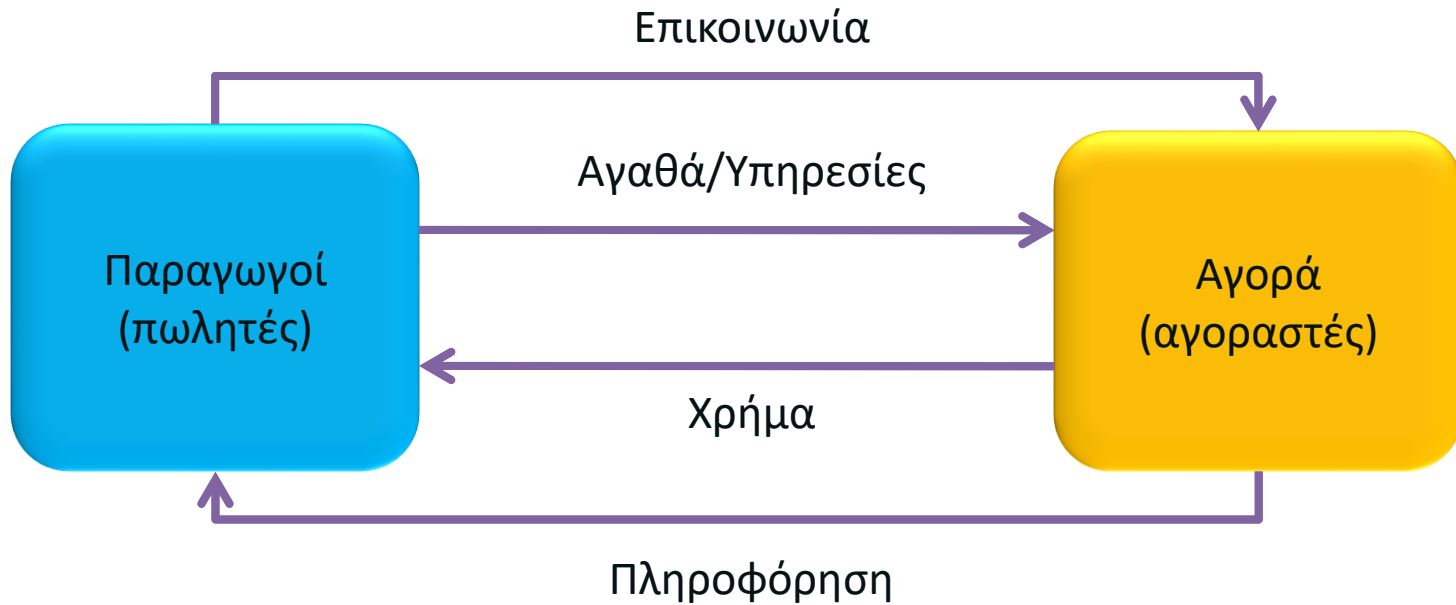 Επικοινωνία
Αγαθά/Υπηρεσίες
Παραγωγοί
(πωλητές)
Αγορά
(αγοραστές)
Χρήμα
Πληροφόρηση